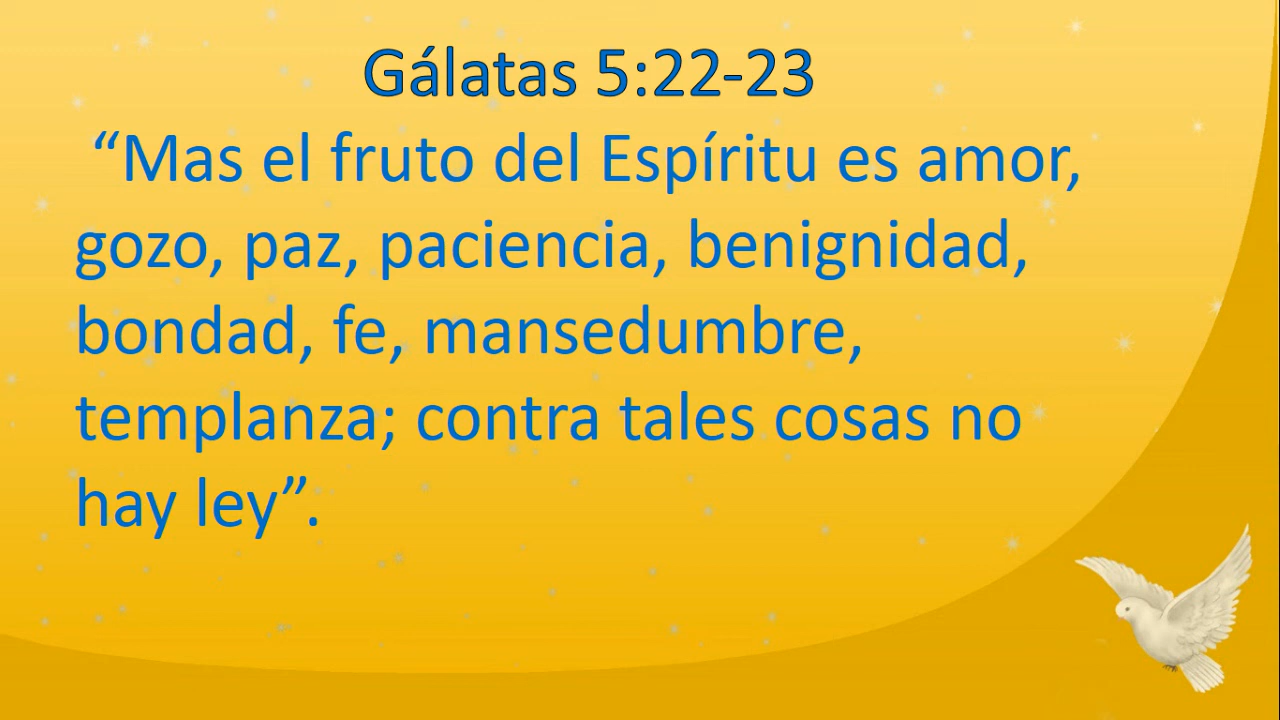 Gálatas 5:22-23
“Mas el fruto del Espíritu es amor,
gozo, paz, paciencia, benignidad,
bondad, fe, mansedumbre,
templanza; contra tales cosas no
hay ley”.